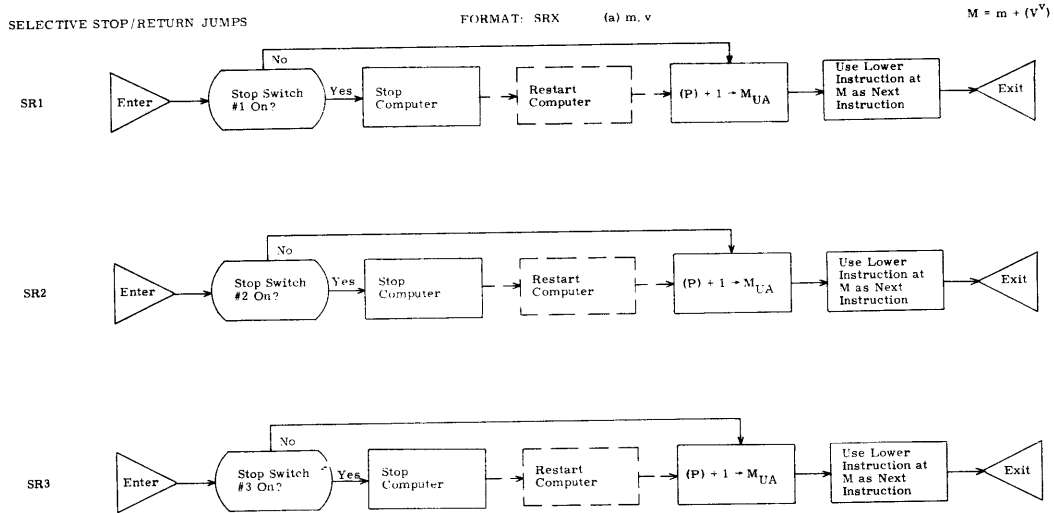 SELECTIVE STOP/RETURN JUMPS FORMAT: SRX (a) m, v M = m + (V^v)
No
SR1 Enter Stop Switch #1 On? Yes Stop Computer Restart Computer (P) + 1 → M_UA Use Lower Instruction at M as Next Instruction Exit
No
SR2 Enter Stop Switch #2 On? Yes Stop Computer Restart Computer (P) + 1 → M_UA Use Lower Instruction at M as Next Instruction Exit
No
SR3 Enter Stop Switch #3 On? Yes Stop Computer Restart Computer (P) + 1 → M_UA Use Lower Instruction at M as Next Instruction Exit